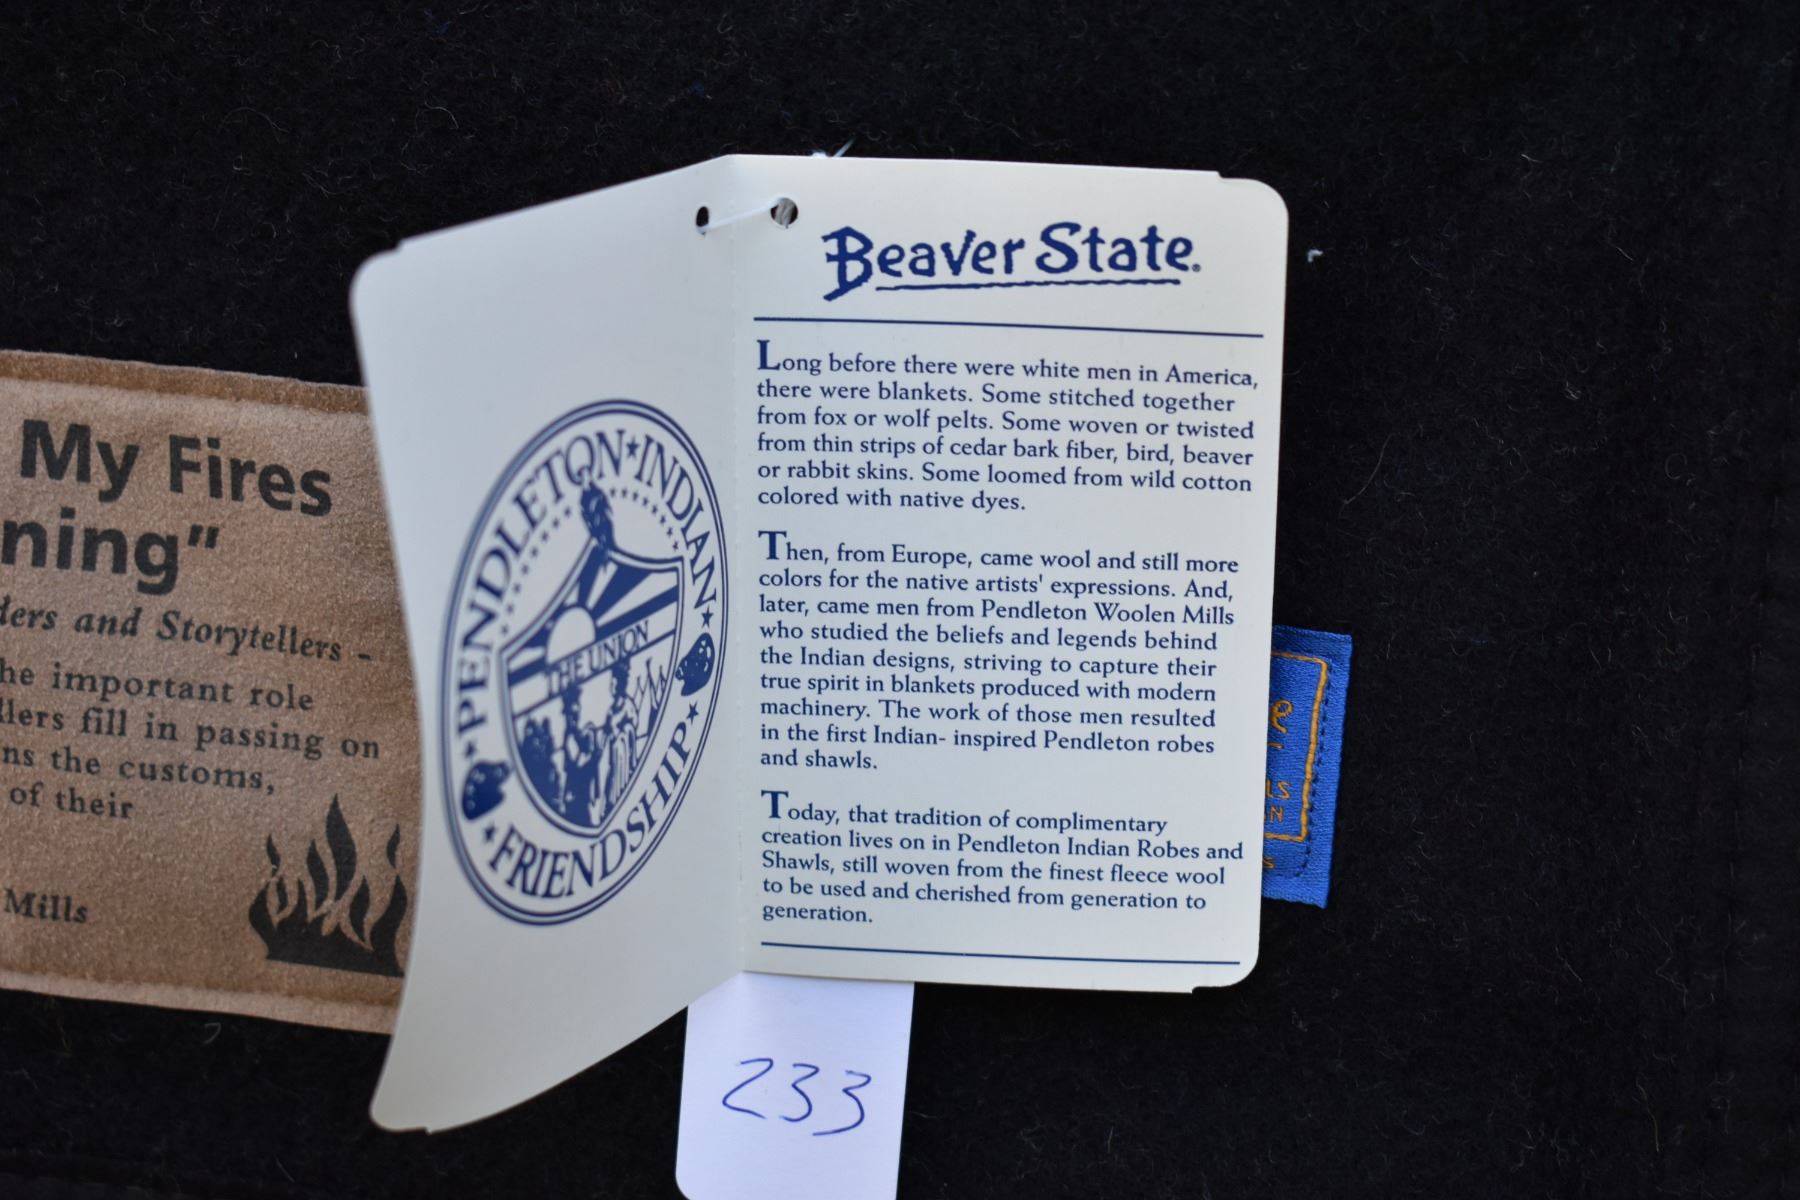 My Fires
ning"
ders and Storytellers -
he important role
llers fill in passing on
ns the customs,
of their
Mills
PENDLETON★INDIAN
★FRIENDSHIP★
THE UNION
Beaver State®
Long before there were white men in America,
there were blankets. Some stitched together
from fox or wolf pelts. Some woven or twisted
from thin strips of cedar bark fiber, bird, beaver
or rabbit skins. Some loomed from wild cotton
colored with native dyes.
Then, from Europe, came wool and still more
colors for the native artists' expressions. And,
later, came men from Pendleton Woolen Mills
who studied the beliefs and legends behind
the Indian designs, striving to capture their
true spirit in blankets produced with modern
machinery. The work of those men resulted
in the first Indian- inspired Pendleton robes
and shawls.
Today, that tradition of complimentary
creation lives on in Pendleton Indian Robes and
Shawls, still woven from the finest fleece wool
to be used and cherished from generation to
generation.
e
LS
N
S
233